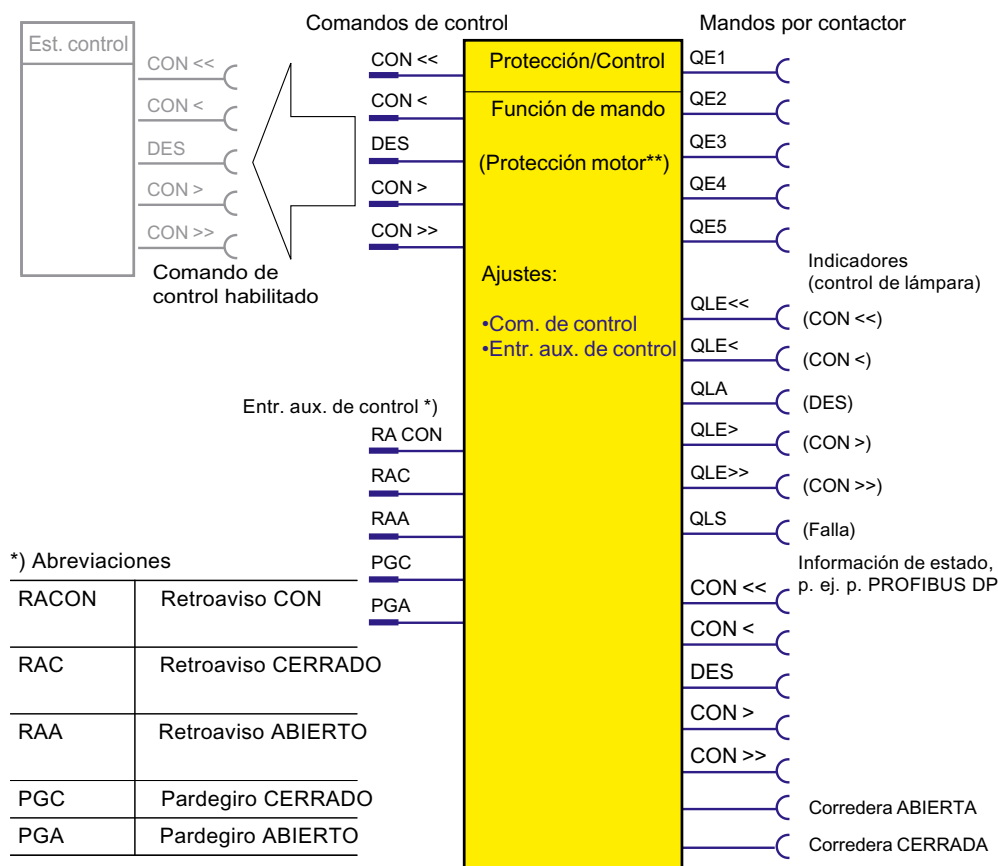 Comandos de control
Mandos por contactor
Est. control
CON <<
CON <
DES
CON >
CON >>
Comando de
control habilitado
CON <<
CON <
DES
CON >
CON >>
Protección/Control
Función de mando
(Protección motor**)
Ajustes:
•Com. de control
•Entr. aux. de control
QE1
QE2
QE3
QE4
QE5
Indicadores
(control de lámpara)
QLE<<
(CON <<)
QLE<
(CON <)
QLA
(DES)
QLE>
(CON >)
QLE>>
(CON >>)
QLS
(Falla)
Información de estado,
p. ej. p. PROFIBUS DP
CON <<
CON <
DES
CON >
CON >>
Corredera ABIERTA
Corredera CERRADA
Entr. aux. de control *)
RA CON
RAC
RAA
PGC
PGA
*) Abreviaciones
RACON Retroaviso CON
RAC Retroaviso CERRADO
RAA Retroaviso ABIERTO
PGC Pardegiro CERRADO
PGA Pardegiro ABIERTO